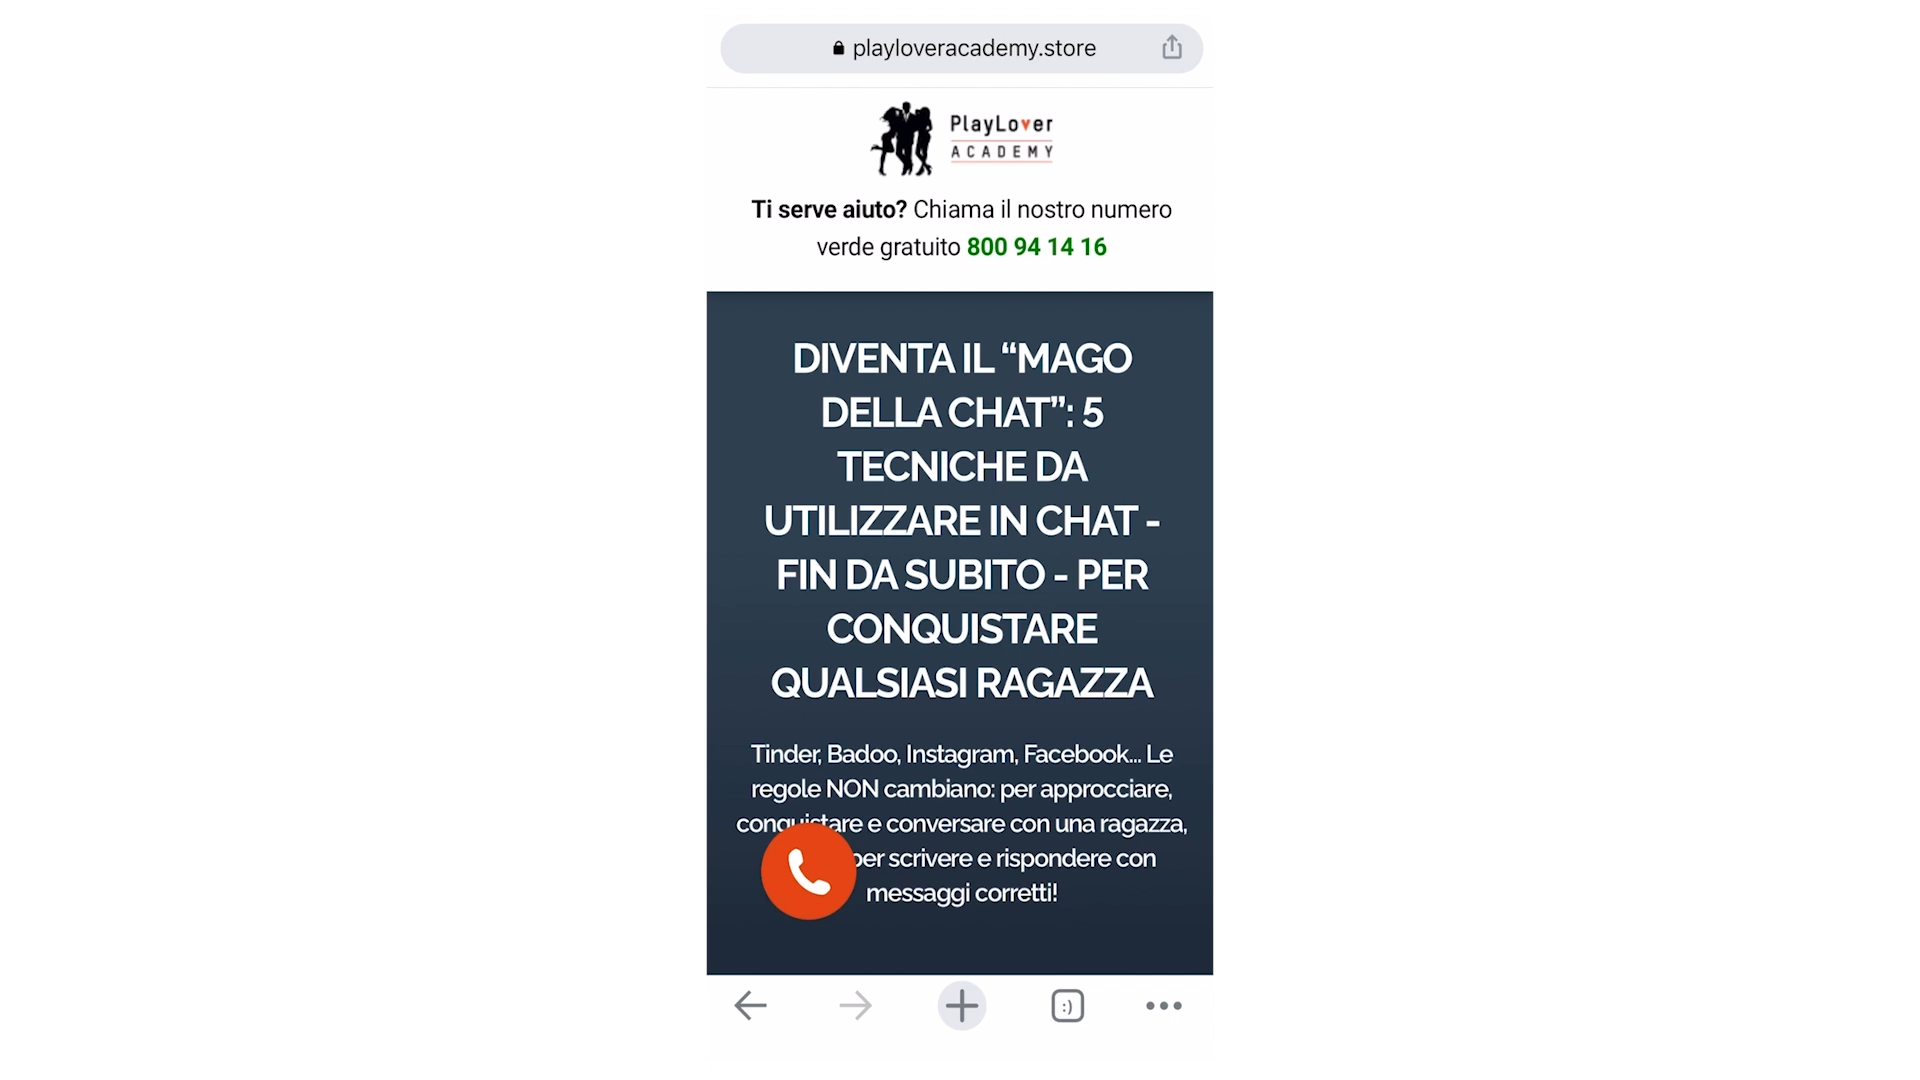 playloveracademy.store
PlayLover
ACADEMY
Ti serve aiuto? Chiama il nostro numero
verde gratuito 800 94 14 16
DIVENTA IL “MAGO
DELLA CHAT”: 5
TECNICHE DA
UTILIZZARE IN CHAT -
FIN DA SUBITO - PER
CONQUISTARE
QUALSIASI RAGAZZA
Tinder, Badoo, Instagram, Facebook... Le
regole NON cambiano: per approcciare,
conquistare e conversare con una ragazza,
per scrivere e rispondere con
messaggi corretti!
:)